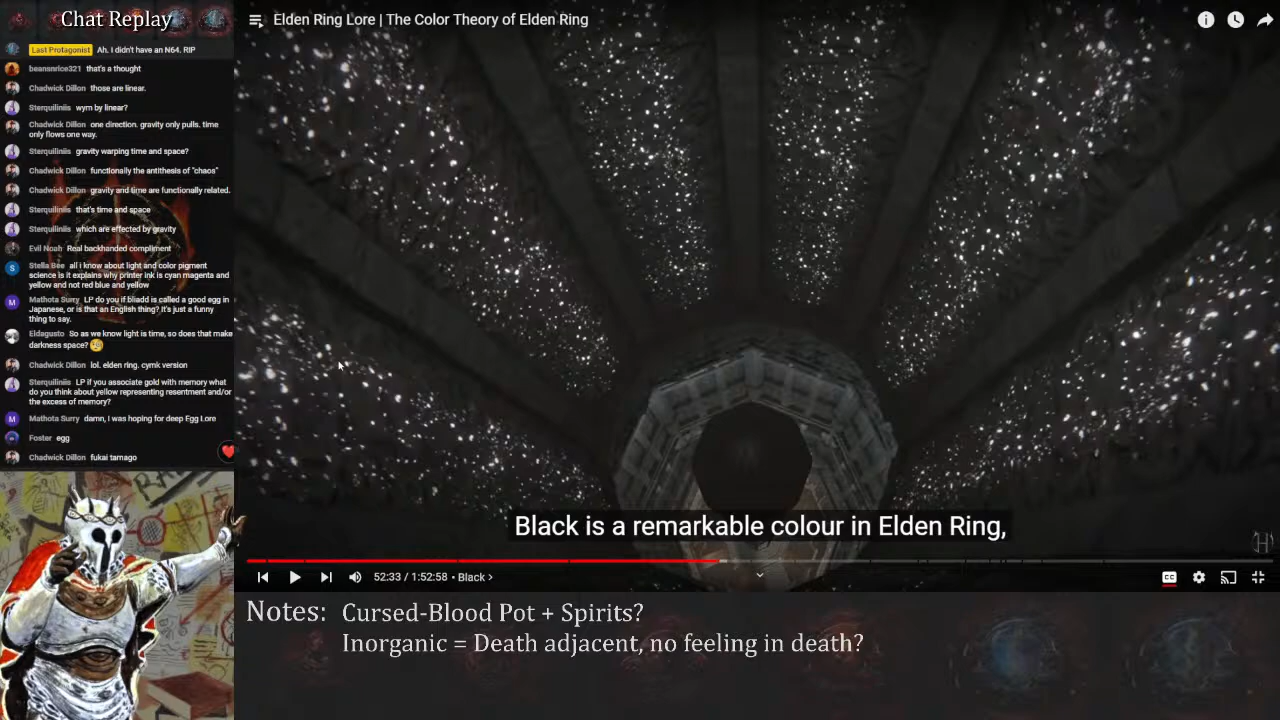 Chat Replay
Last Protagonist Ah. I didn't have an N64. RIP
beansnrice321 that's a thought
Chadwick Dillon those are linear.
Sterquiliniis wym by linear?
Chadwick Dillon one direction. gravity only pulls. time
only flows one way.
Sterquiliniis gravity warping time and space?
Chadwick Dillon functionally the antithesis of "chaos"
Chadwick Dillon gravity and time are functionally related.
Sterquiliniis that's time and space
Sterquiliniis which are effected by gravity
Evil Noah Real backhanded compliment
S
Stella Bee all i know about light and color pigment
science is it explains why printer ink is cyan magenta and
yellow and not red blue and yellow
M
Mathota Surry LP do you if bliadd is called a good egg in
Japanese, or is that an English thing? It's just a funny
thing to say.
Eldagusto So as we know light is time, so does that make
darkness space?
Chadwick Dillon lol. elden ring. cymk version
Sterquiliniis LP if you associate gold with memory what
do you think about yellow representing resentment and/or
the excess of memory?
M
Mathota Surry damn, I was hoping for deep Egg Lore
Foster egg
Chadwick Dillon fukai tamago
Elden Ring Lore | The Color Theory of Elden Ring
Black is a remarkable colour in Elden Ring,
52:33 / 1:52:58 • Black >
CC
Notes: Cursed-Blood Pot + Spirits?
Inorganic = Death adjacent, no feeling in death?